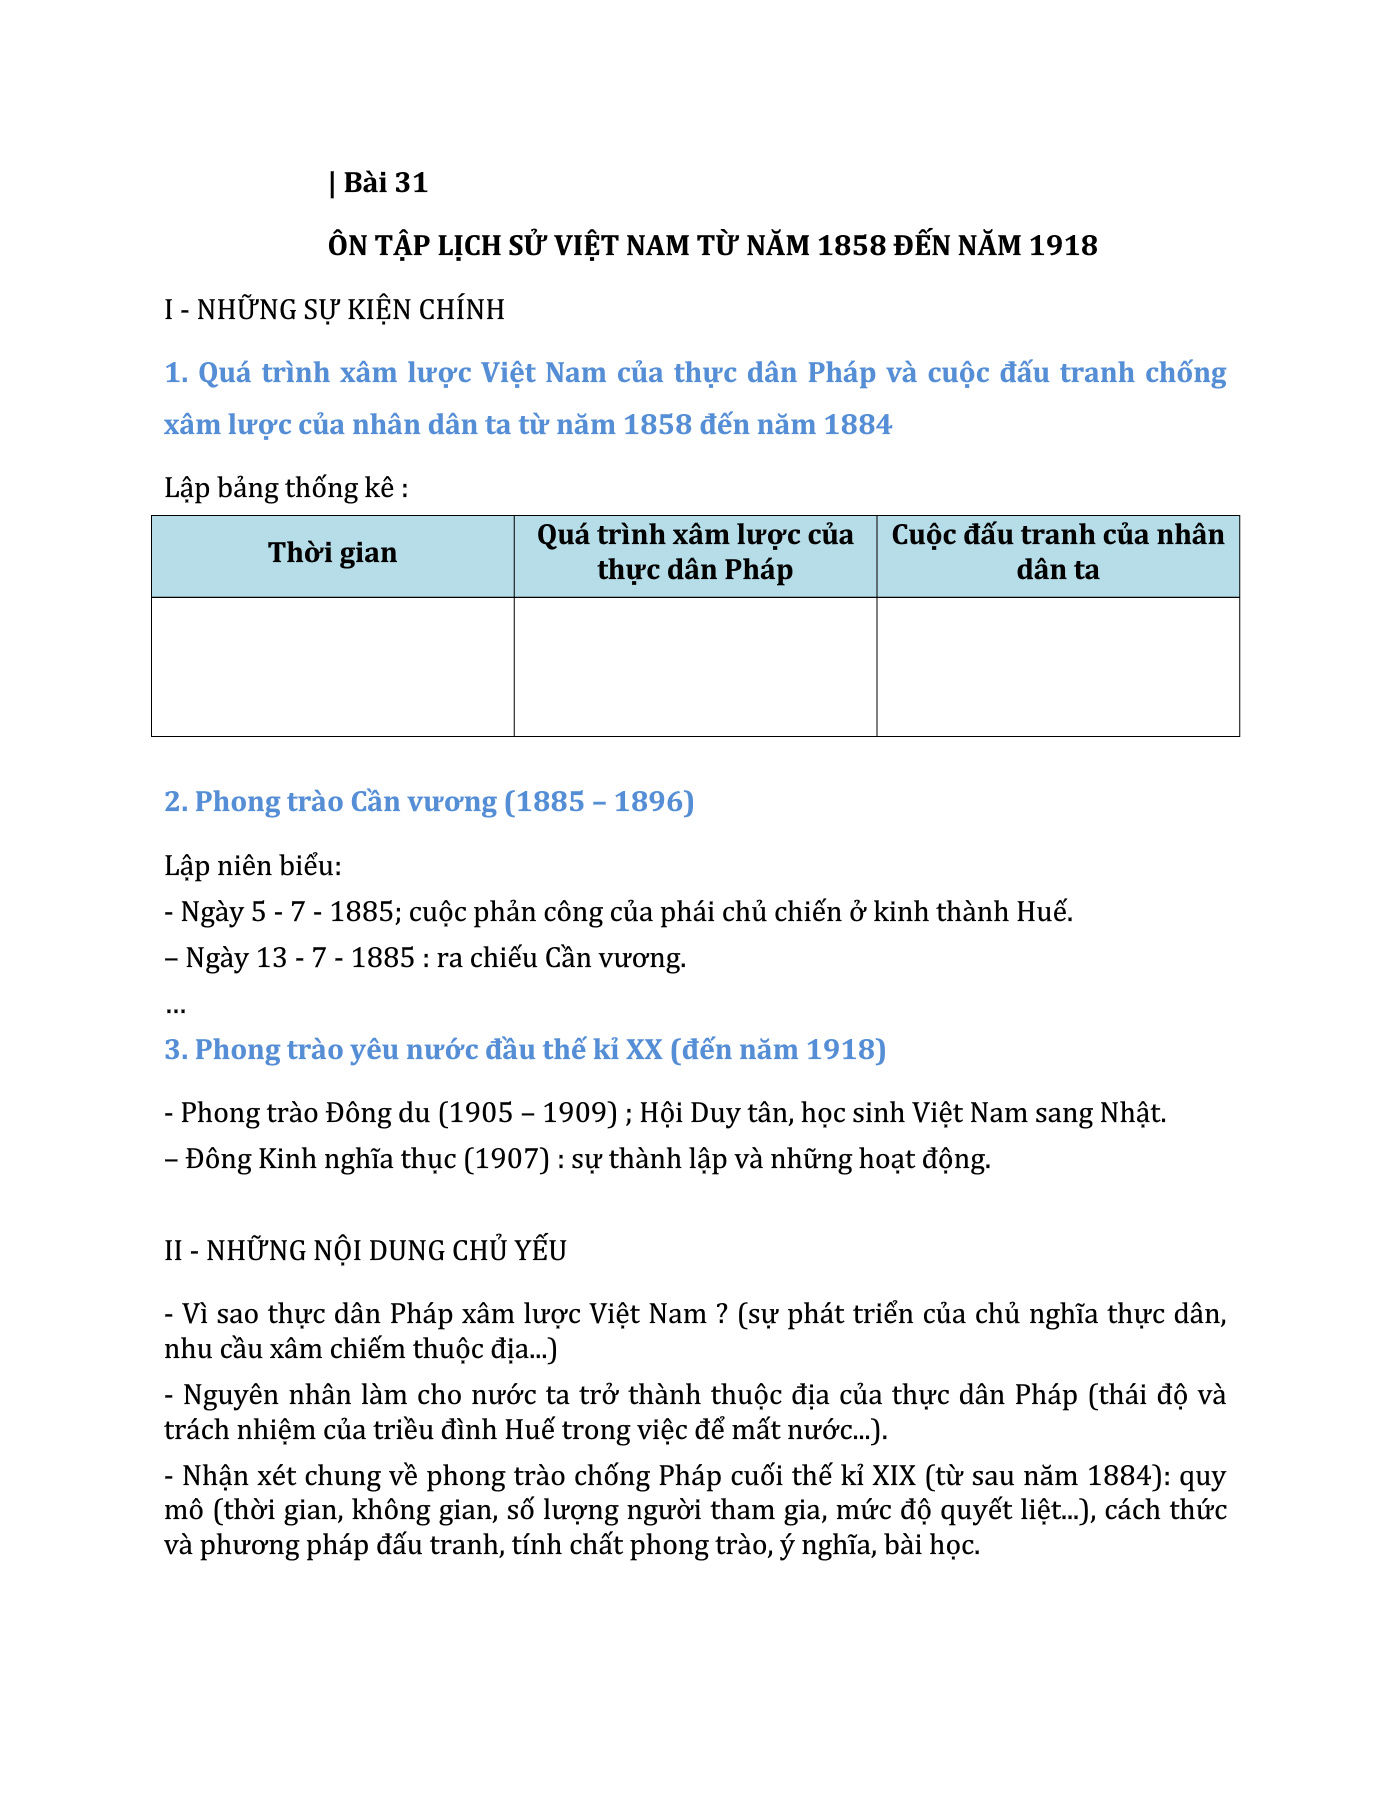 | Bài 31
ÔN TẬP LỊCH SỬ VIỆT NAM TỪ NĂM 1858 ĐẾN NĂM 1918
I - NHỮNG SỰ KIỆN CHÍNH
1. Quá trình xâm lược Việt Nam của thực dân Pháp và cuộc đấu tranh chống
xâm lược của nhân dân ta từ năm 1858 đến năm 1884
Lập bảng thống kê :
Thời gian
Quá trình xâm lược của
thực dân Pháp
Cuộc đấu tranh của nhân
dân ta
2. Phong trào Cần vương (1885 – 1896)
Lập niên biểu:
- Ngày 5 - 7 - 1885; cuộc phản công của phái chủ chiến ở kinh thành Huế.
– Ngày 13 - 7 - 1885 : ra chiếu Cần vương.
...
3. Phong trào yêu nước đầu thế kỉ XX (đến năm 1918)
- Phong trào Đông du (1905 – 1909) ; Hội Duy tân, học sinh Việt Nam sang Nhật.
– Đông Kinh nghĩa thục (1907) : sự thành lập và những hoạt động.
II - NHỮNG NỘI DUNG CHỦ YẾU
- Vì sao thực dân Pháp xâm lược Việt Nam ? (sự phát triển của chủ nghĩa thực dân,
nhu cầu xâm chiếm thuộc địa...)
- Nguyên nhân làm cho nước ta trở thành thuộc địa của thực dân Pháp (thái độ và
trách nhiệm của triều đình Huế trong việc để mất nước...).
- Nhận xét chung về phong trào chống Pháp cuối thế kỉ XIX (từ sau năm 1884): quy
mô (thời gian, không gian, số lượng người tham gia, mức độ quyết liệt...), cách thức
và phương pháp đấu tranh, tính chất phong trào, ý nghĩa, bài học.